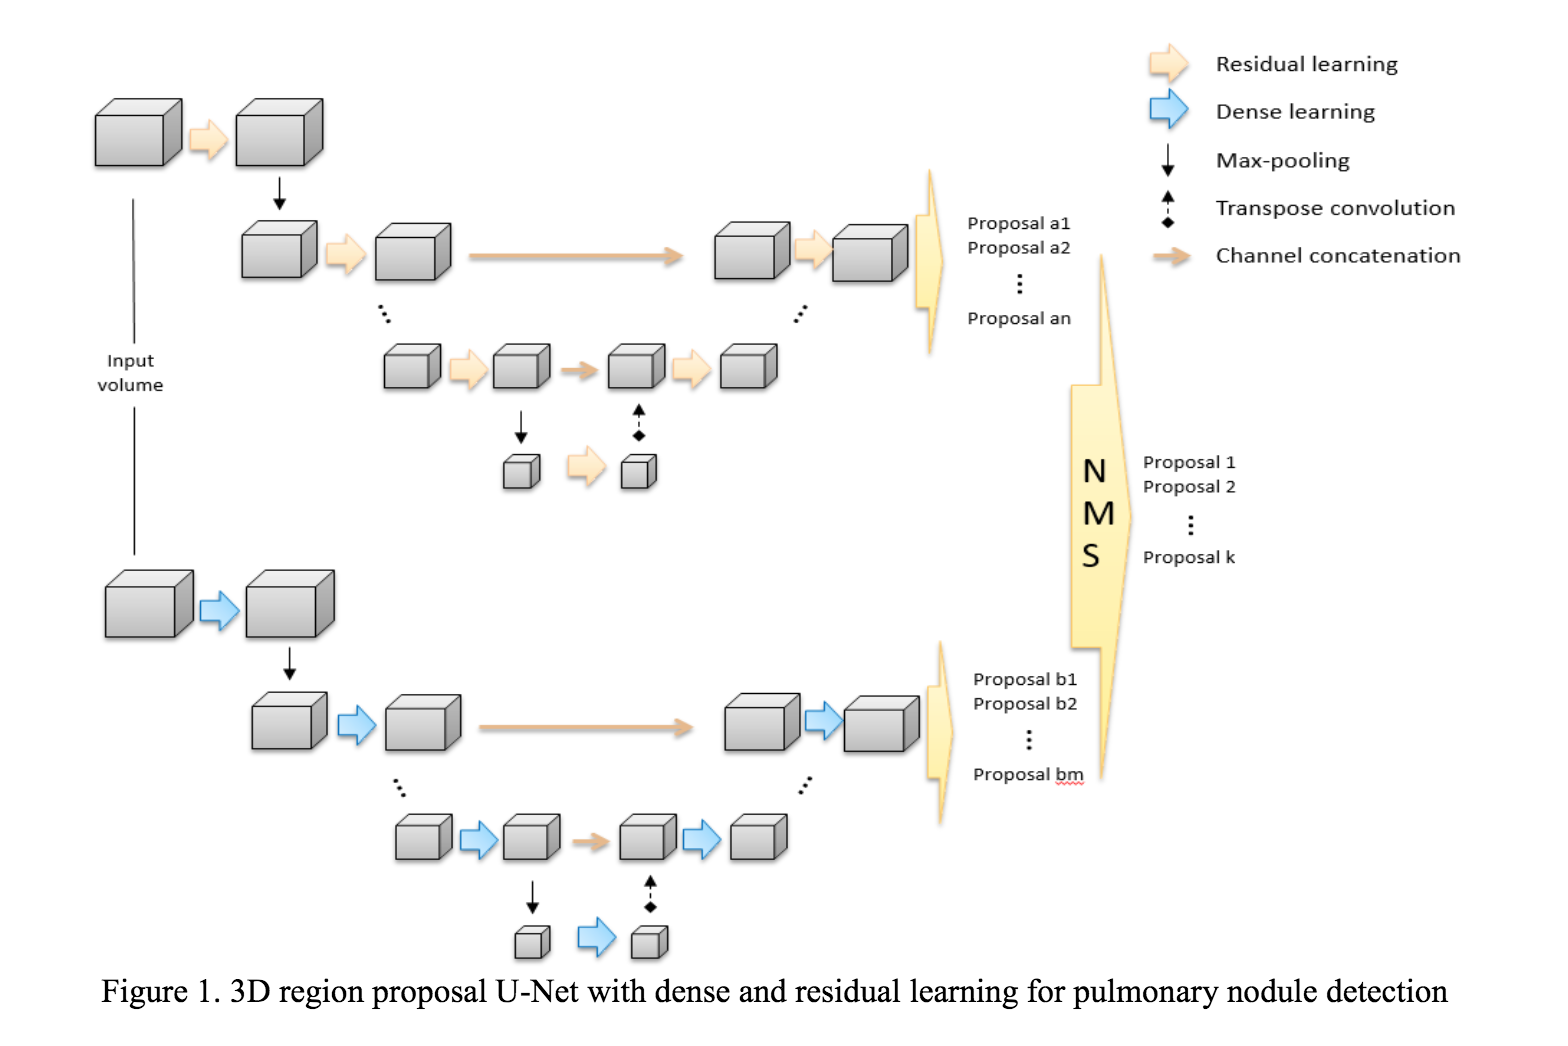 Residual learning
Dense learning
Max-pooling
Transpose convolution
Channel concatenation
Proposal a1
Proposal a2
Proposal an
Input
volume
N
M
S
Proposal 1
Proposal 2
Proposal k
Proposal b1
Proposal b2
Proposal bm
Figure 1. 3D region proposal U-Net with dense and residual learning for pulmonary nodule detection